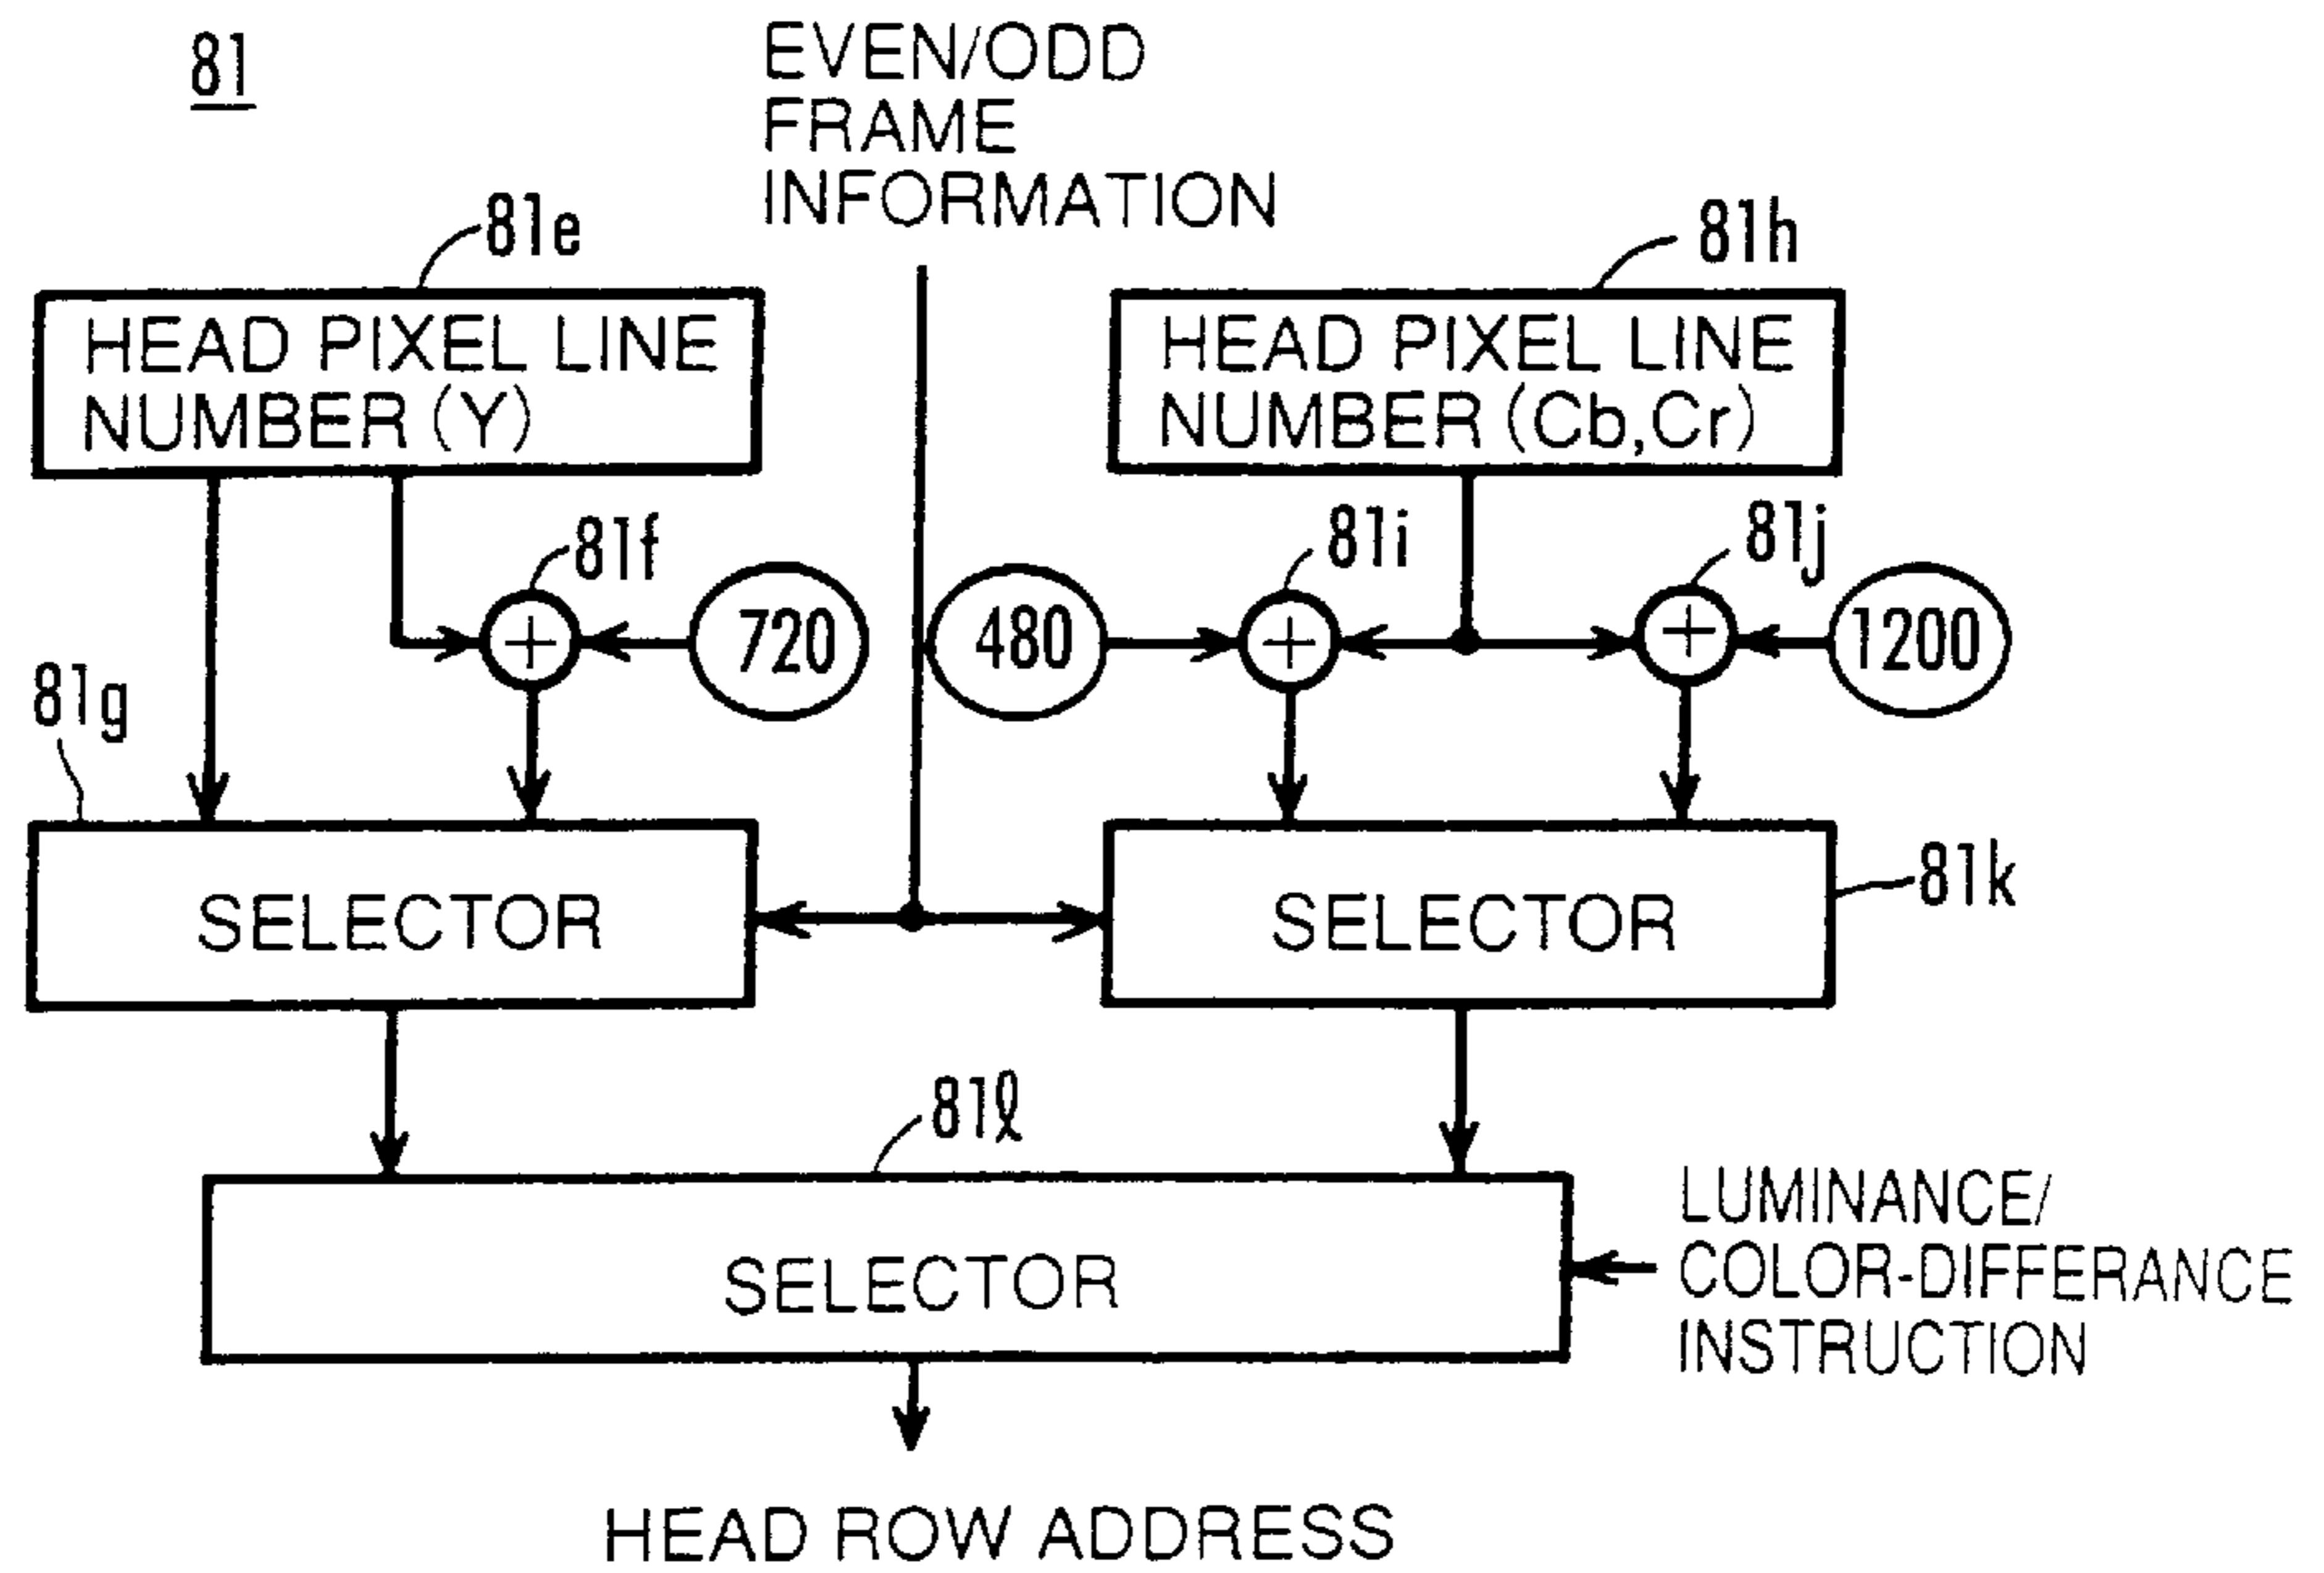 81
EVEN/ODD
FRAME
INFORMATION
81e
81h
HEAD PIXEL LINE
NUMBER (Y)
HEAD PIXEL LINE
NUMBER (Cb,Cr)
81f
720
480
81i
81j
1200
81g
SELECTOR
SELECTOR
81k
81ℓ
SELECTOR
LUMINANCE/
COLOR-DIFFERANCE
INSTRUCTION
HEAD ROW ADDRESS